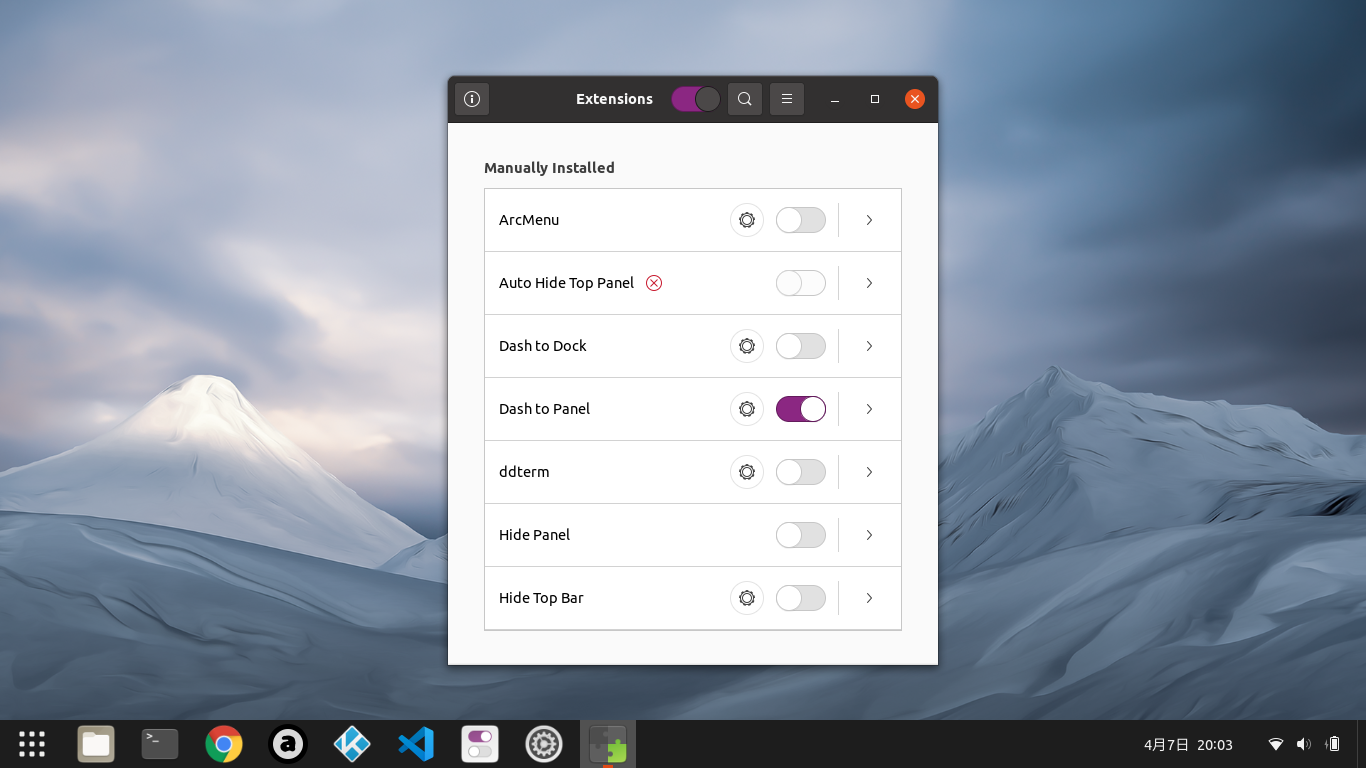 Extensions
Manually Installed
ArcMenu
Auto Hide Top Panel
Dash to Dock
Dash to Panel
ddterm
Hide Panel
Hide Top Bar
>_
a
4月7日 20:03